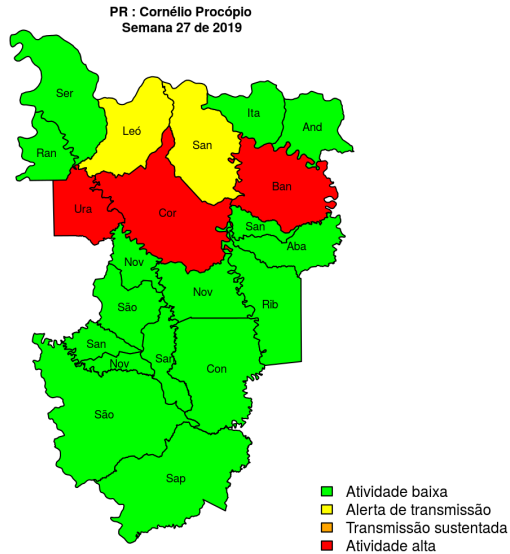 PR : Cornélio Procópio
Semana 27 de 2019
Ser
Ita
And
Leó
San
Ran
Ban
Ura
Cor
San
Aba
Nov
Nov
Rib
São
San
San
Nov
Con
São
Sap
Atividade baixa
Alerta de transmissão
Transmissão sustentada
Atividade alta